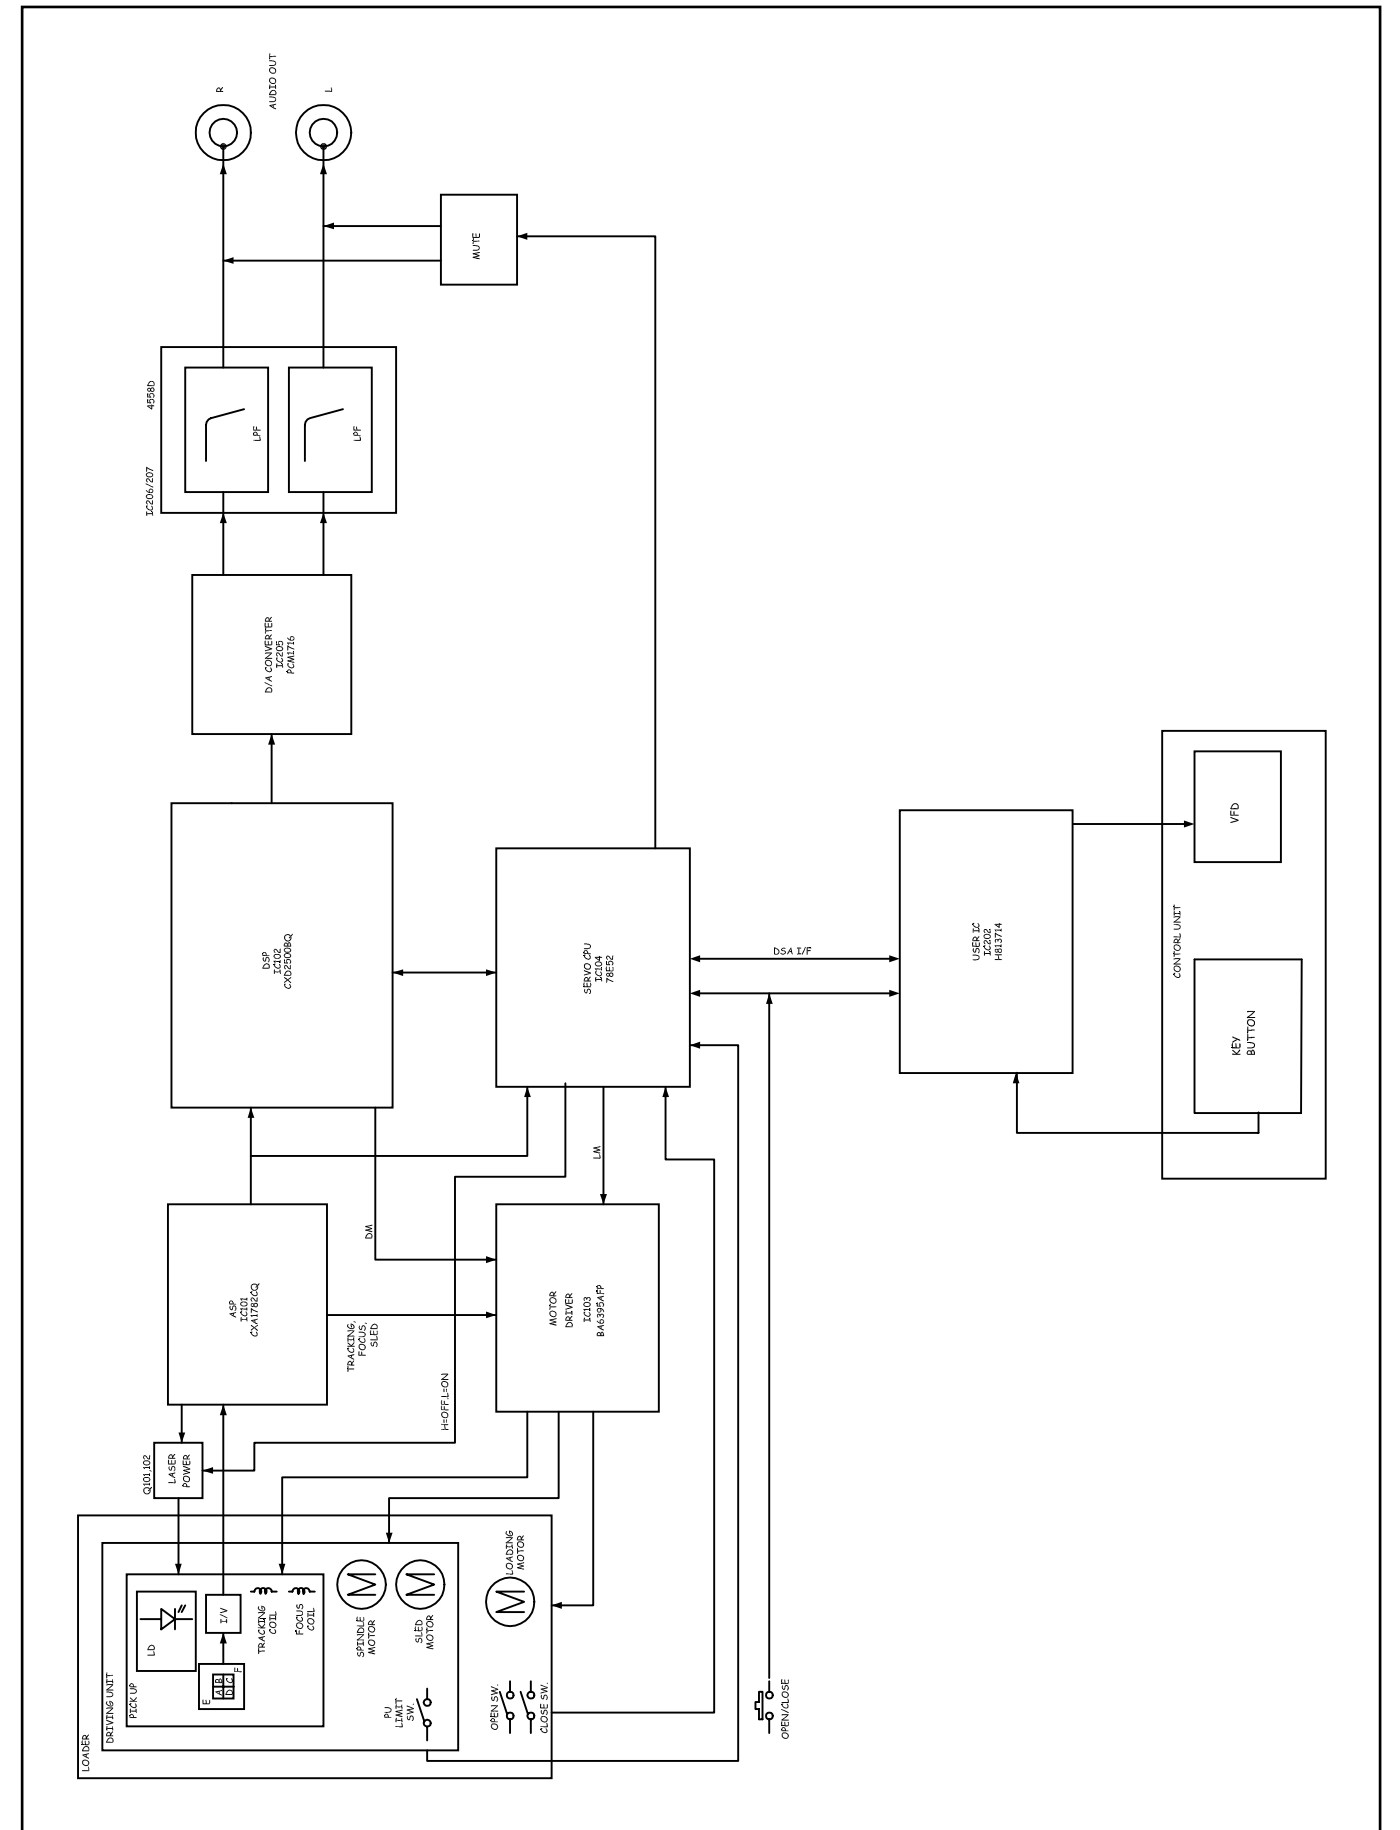 LOADER
DRIVING UNIT
PICK UP
LD
E
A B
D C
F
I/V
TRACKING
COIL
FOCUS
COIL
SPINDLE
MOTOR
SLED
MOTOR
PU
LIMIT
SW.
LOADING
MOTOR
OPEN SW.
CLOSE SW.
OPEN/CLOSE
Q101,102
LASER
POWER
H=OFF.L=ON
ASP
IC101
CXA1782CQ
TRACKING,
FOCUS,
SLED
DM
LM
MOTOR
DRIVER
IC103
BA6395AFP
DSP
IC102
CXD2500BQ
SERVO CPU
IC104
78E52
DSA I/F
USER IC
IC202
H813714
CONTORL UNIT
KEY
BUTTON
VFD
D/A CONVERTER
IC205
PCM1716
IC206/207
4558D
LPF
LPF
MUTE
R
AUDIO OUT
L
M
M
M